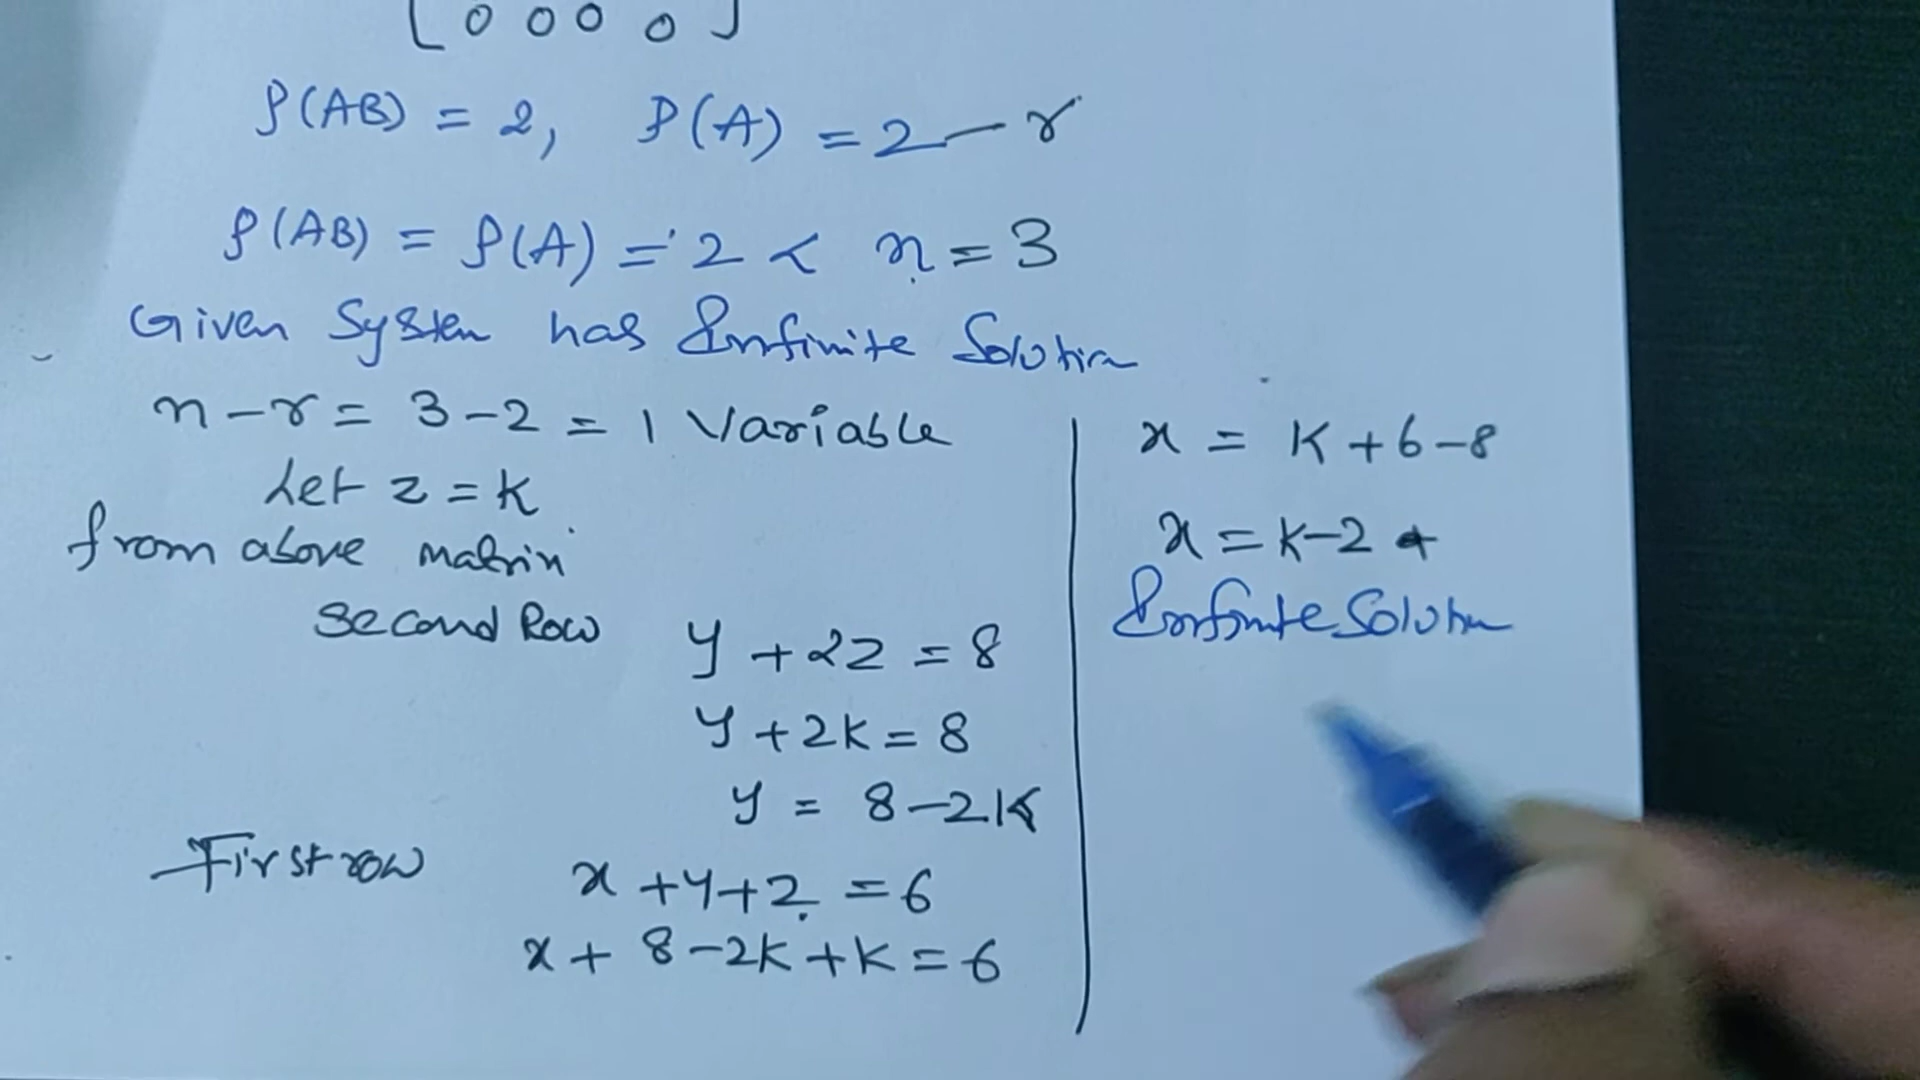 [ 0 0 0 0 ]
ρ(AB) = 2, ρ(A) = 2 — r
ρ(AB) = ρ(A) = 2 < n = 3
Given System has Infinite Solution
n - r = 3 - 2 = 1 Variable
Let z = k
from above matrix
second Row y + 2z = 8
y + 2k = 8
y = 8 - 2k
First row x + y + z = 6
x + 8 - 2k + k = 6
x = k + 6 - 8
x = k - 2
Infinite Solution